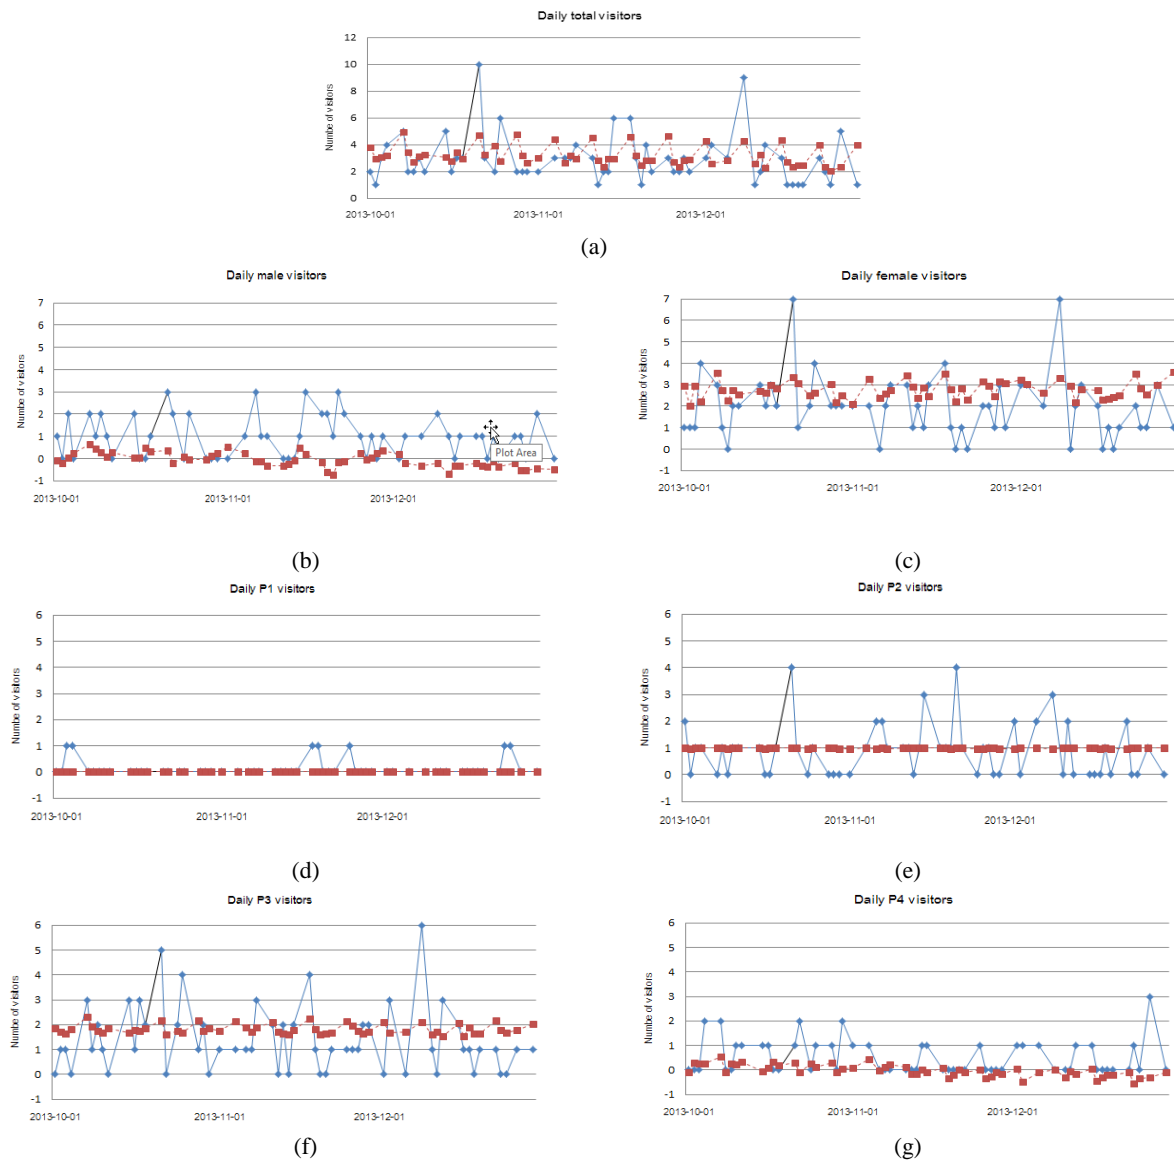 Daily total visitors
Numbe of visitors
12
10
8
6
4
2
0
2013-10-01 2013-11-01 2013-12-01
(a)
Daily male visitors
Numbe of visitors
7
6
5
4
3
2
1
0
-1
Plot Area
2013-10-01 2013-11-01 2013-12-01
(b)
Daily female visitors
Numbe of visitors
7
6
5
4
3
2
1
0
-1
2013-10-01 2013-11-01 2013-12-01
(c)
Daily P1 visitors
Numbe of visitors
6
5
4
3
2
1
0
-1
2013-10-01 2013-11-01 2013-12-01
(d)
Daily P2 visitors
Numbe of visitors
6
5
4
3
2
1
0
-1
2013-10-01 2013-11-01 2013-12-01
(e)
Daily P3 visitors
Numbe of visitors
6
5
4
3
2
1
0
-1
2013-10-01 2013-11-01 2013-12-01
(f)
Daily P4 visitors
Numbe of visitors
6
5
4
3
2
1
0
-1
2013-10-01 2013-11-01 2013-12-01
(g)